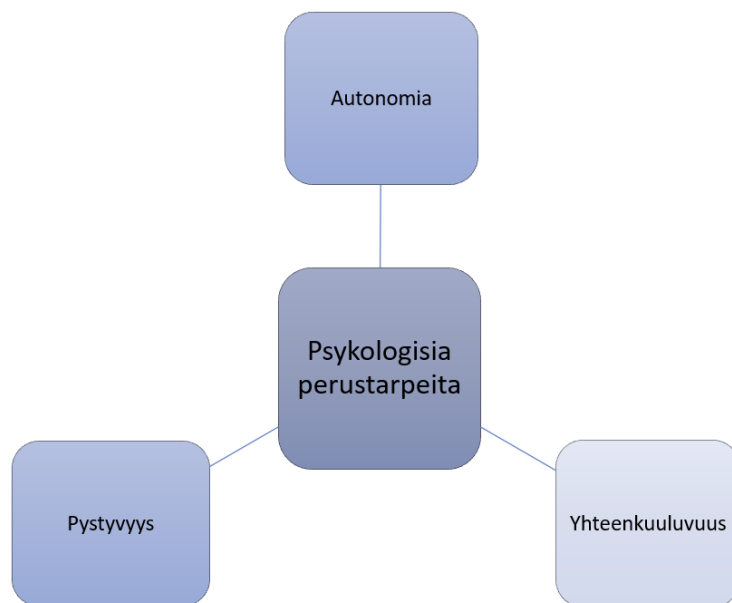 Autonomia
Psykologisia
perustarpeita
Pystyvyys
Yhteenkuuluvuus